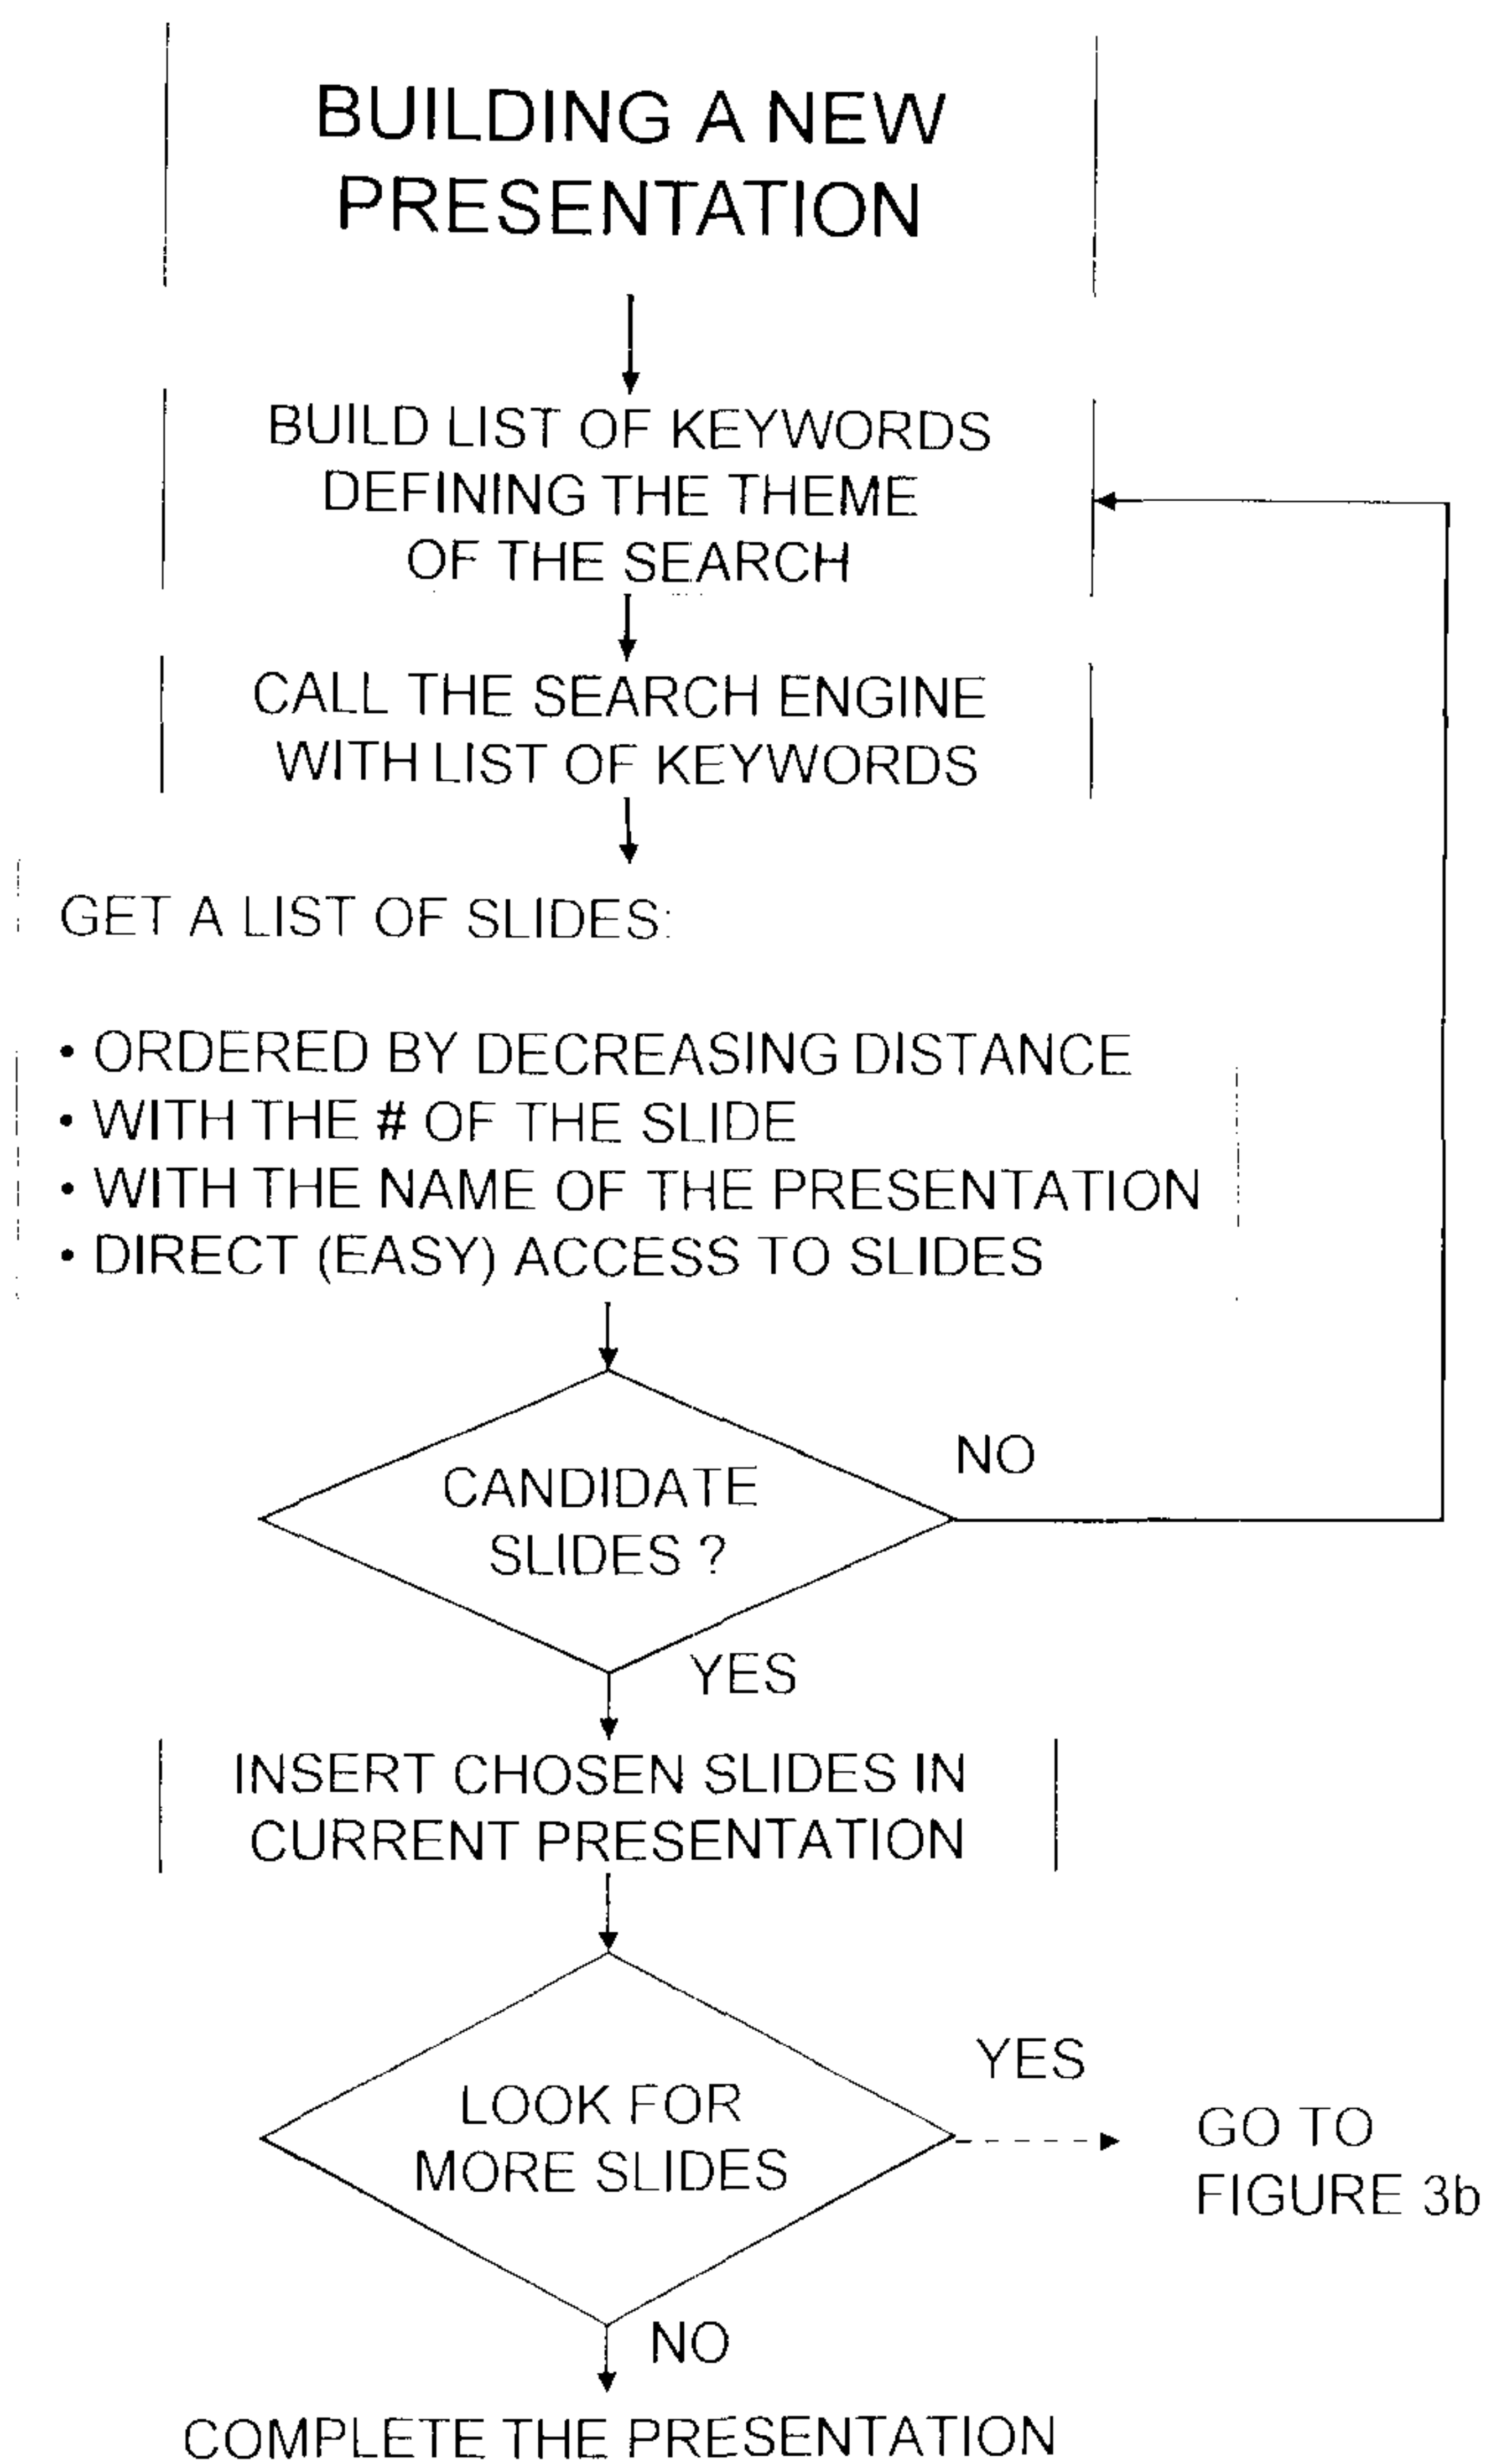 BUILDING A NEW
PRESENTATION
BUILD LIST OF KEYWORDS
DEFINING THE THEME
OF THE SEARCH
CALL THE SEARCH ENGINE
WITH LIST OF KEYWORDS
GET A LIST OF SLIDES:
• ORDERED BY DECREASING DISTANCE
• WITH THE # OF THE SLIDE
• WITH THE NAME OF THE PRESENTATION
• DIRECT (EASY) ACCESS TO SLIDES
NO
CANDIDATE
SLIDES ?
YES
INSERT CHOSEN SLIDES IN
CURRENT PRESENTATION
YES
LOOK FOR
MORE SLIDES
GO TO
FIGURE 3b
NO
COMPLETE THE PRESENTATION